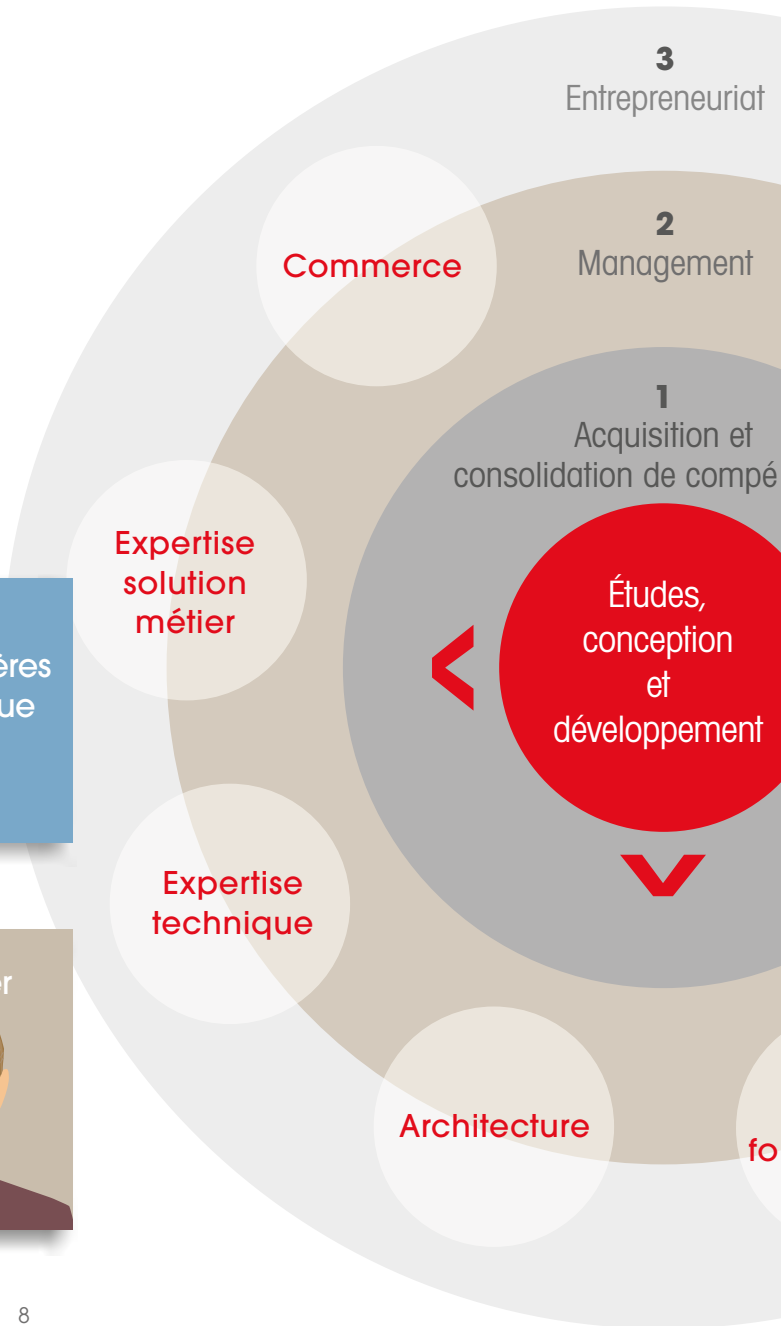 3
Entrepreneuriat
2
Management
Commerce
1
Acquisition et
consolidation de compé
Expertise
solution
métier
Études,
conception
et
développement
ères
ue
Expertise
technique
er
Architecture
fo
8